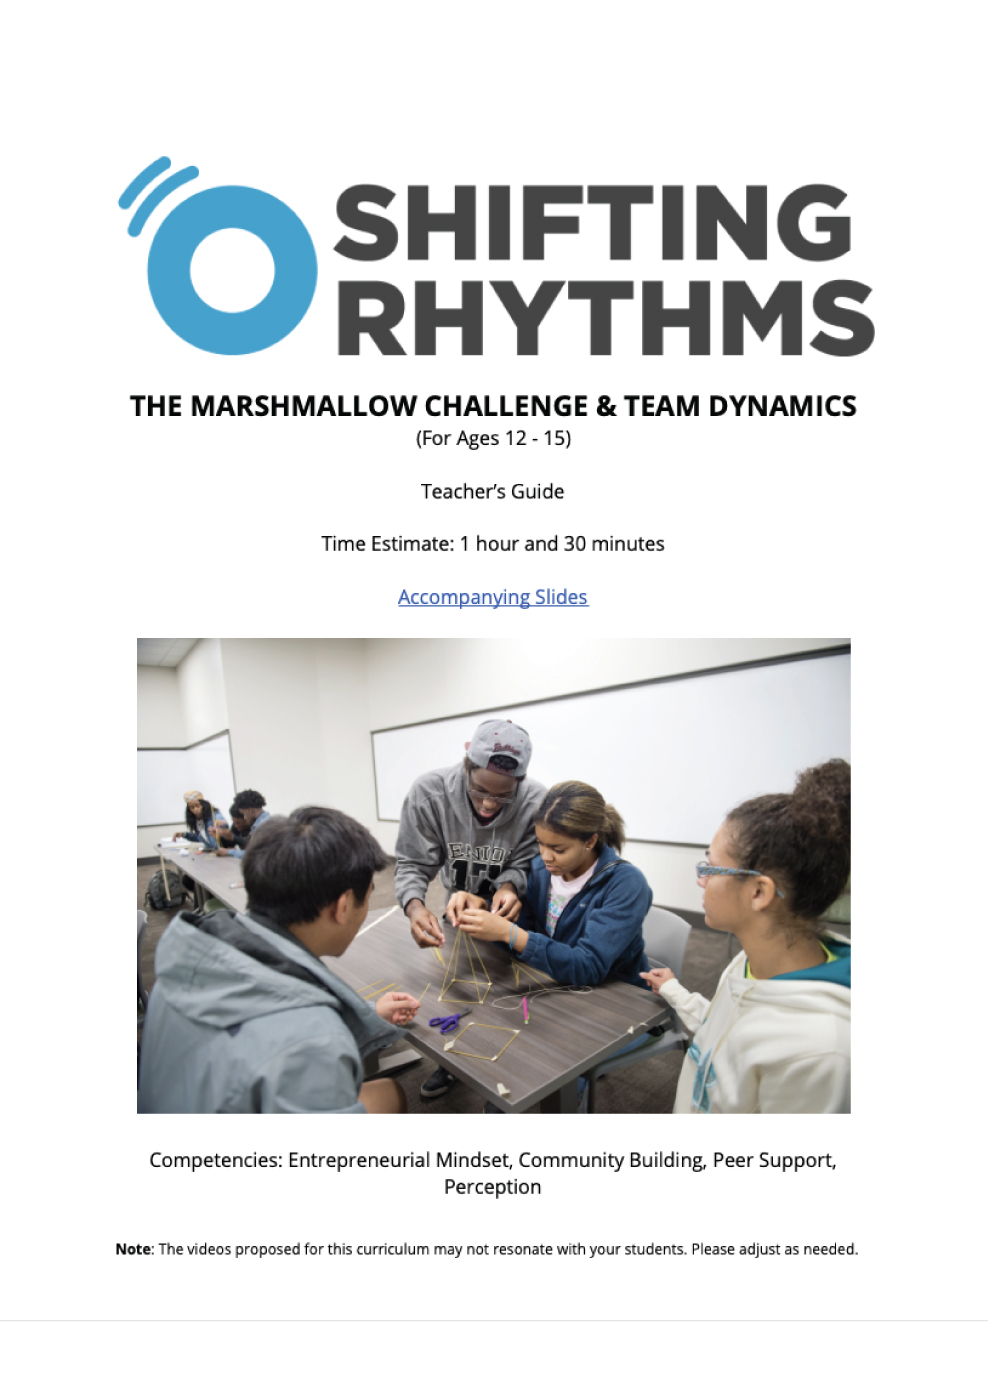 SHIFTING
RHYTHMS
THE MARSHMALLOW CHALLENGE & TEAM DYNAMICS
(For Ages 12 - 15)
Teacher’s Guide
Time Estimate: 1 hour and 30 minutes
Accompanying Slides
Competencies: Entrepreneurial Mindset, Community Building, Peer Support,
Perception
Note: The videos proposed for this curriculum may not resonate with your students. Please adjust as needed.